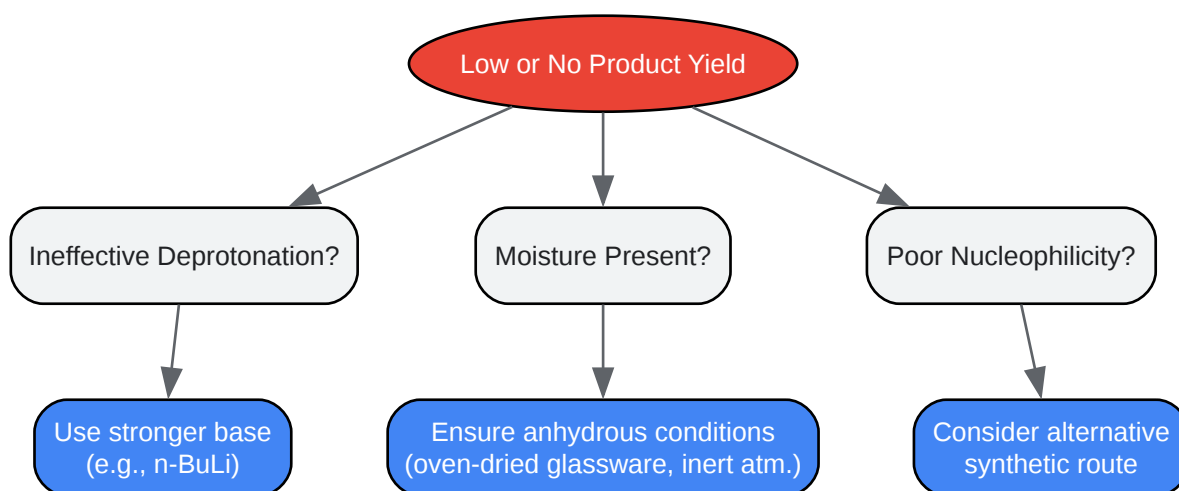 Low or No Product Yield
Ineffective Deprotonation?
Moisture Present?
Poor Nucleophilicity?
Use stronger base
(e.g., n-BuLi)
Ensure anhydrous conditions
(oven-dried glassware, inert atm.)
Consider alternative
synthetic route